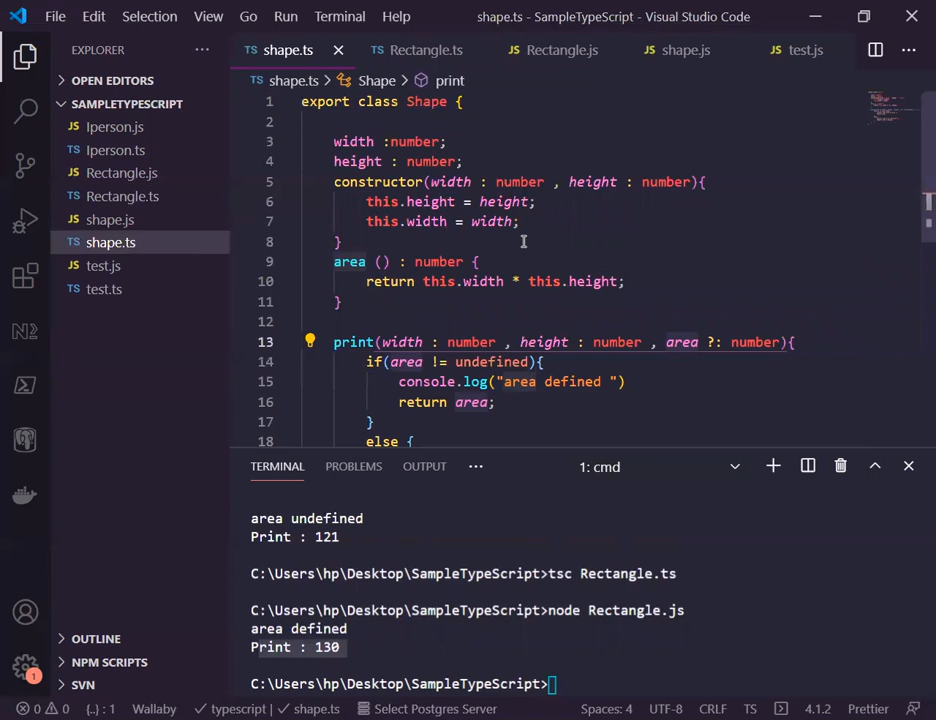 File Edit Selection View Go Run Terminal Help shape.ts - SampleTypeScript - Visual Studio Code
EXPLORER ...
OPEN EDITORS
SAMPLETYPESCRIPT
JS Iperson.js
TS Iperson.ts
JS Rectangle.js
TS Rectangle.ts
JS shape.js
TS shape.ts
JS test.js
TS test.ts
OUTLINE
NPM SCRIPTS
SVN
1
TS shape.ts TS Rectangle.ts JS Rectangle.js JS shape.js JS test.js ...
TS shape.ts > Shape > print
1 export class Shape {
2
3 width :number;
4 height : number;
5 constructor(width : number , height : number){
6 this.height = height;
7 this.width = width;
8 }
9 area () : number {
10 return this.width * this.height;
11 }
12
13 print(width : number , height : number , area ?: number){
14 if(area != undefined){
15 console.log("area defined ")
16 return area;
17 }
18 else {
TERMINAL PROBLEMS OUTPUT ... 1: cmd
area undefined
Print : 121
C:\Users\hp\Desktop\SampleTypeScript>tsc Rectangle.ts
C:\Users\hp\Desktop\SampleTypeScript>node Rectangle.js
area defined
Print : 130
C:\Users\hp\Desktop\SampleTypeScript>
0 0 {..} : 1 Wallaby typescript | shape.ts Select Postgres Server Spaces: 4 UTF-8 CRLF TS 4.1.2 Prettier